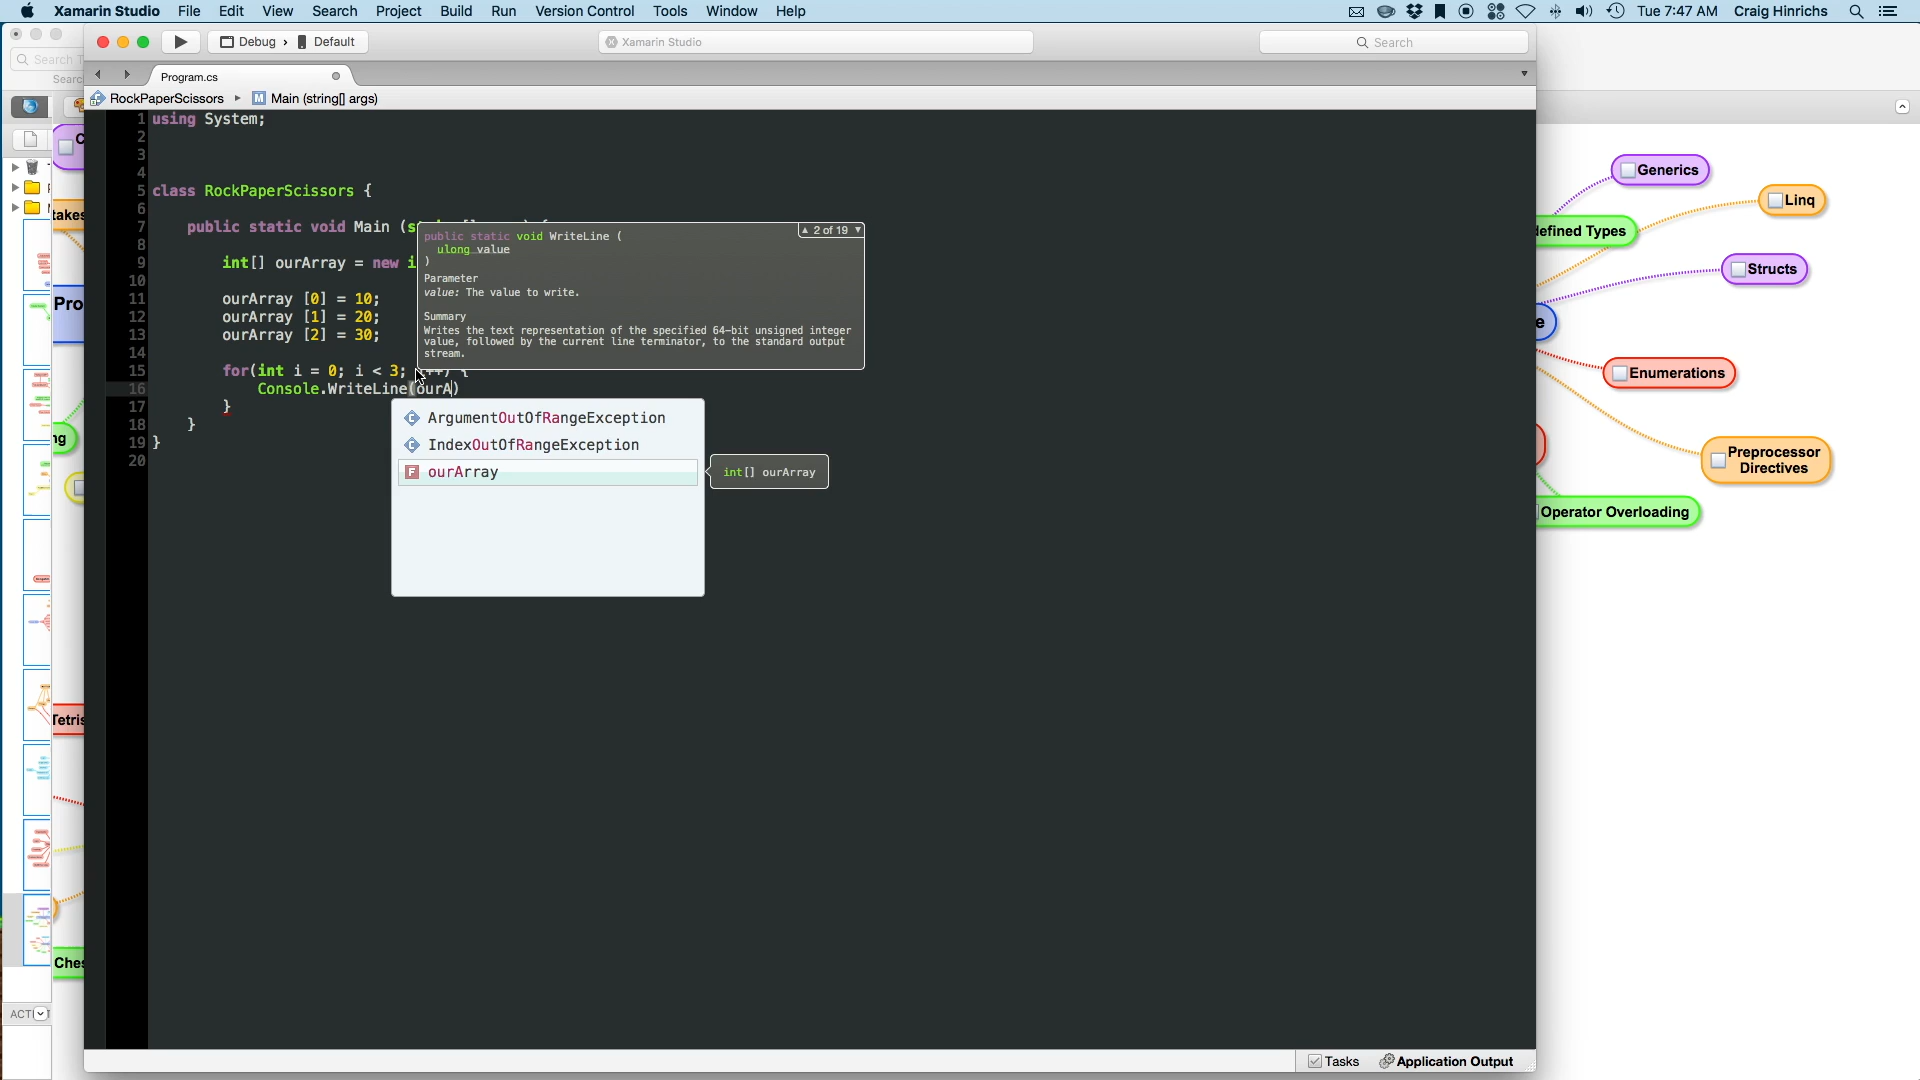 Xamarin Studio File Edit View Search Project Build Run Version Control Tools Window Help Tue 7:47 AM Craig Hinrichs
Debug › Default Xamarin Studio Search
Search T
Search
Program.cs
RockPaperScissors Main (string[] args)
1 using System;
2
3
4
5 class RockPaperScissors {
6
7 public static void Main (s
8
9 int[] ourArray = new i
10
11 ourArray [0] = 10;
12 ourArray [1] = 20;
13 ourArray [2] = 30;
14
15 for(int i = 0; i < 3; i++) {
16 Console.WriteLine(ourA)
17 }
18 }
19 }
20
public static void WriteLine (
▲ 2 of 19 ▼
ulong value
)
Parameter
value: The value to write.
Summary
Writes the text representation of the specified 64-bit unsigned integer
value, followed by the current line terminator, to the standard output
stream.
ArgumentOutOfRangeException
IndexOutOfRangeException
ourArray
int[] ourArray
Generics
Linq
efined Types
Structs
e
Enumerations
Preprocessor
Directives
Operator Overloading
takes
Pro
ng
Tetris
Ches
ACTI
Tasks Application Output